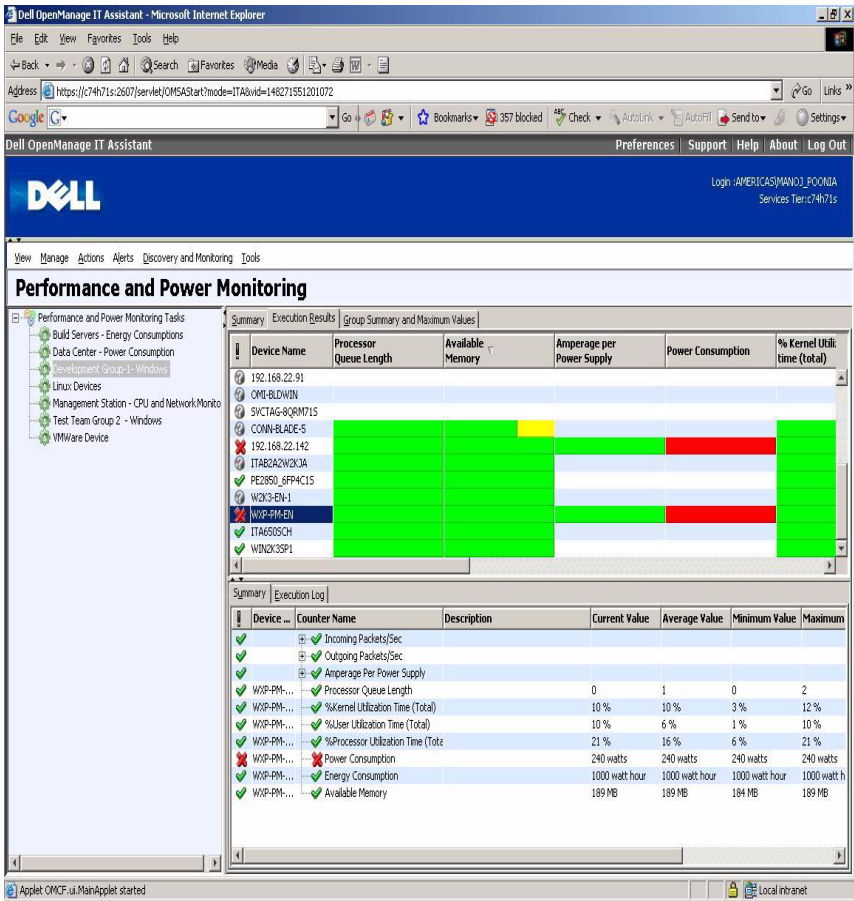 Dell OpenManage IT Assistant - Microsoft Internet Explorer
File Edit View Favorites Tools Help
Back Search Favorites Media
Address https://c74h71s:2607/servlet/OMSAStart?mode=ITA&vid=148271551201072 Go Links »
Google G Go Bookmarks 357 blocked ABC Check AutoLink AutoFill Send to Settings
Dell OpenManage IT Assistant Preferences Support Help About Log Out
DELL
Login :AMERICAS\MANOJ_POONIA
Services Tier:c74h71s
View Manage Actions Alerts Discovery and Monitoring Tools
Performance and Power Monitoring
Performance and Power Monitoring Tasks
Build Servers - Energy Consumptions
Data Center - Power Consumption
Development Group-1- Windows
Linux Devices
Management Station - CPU and Network Monito
Test Team Group 2 - Windows
VMWare Device
Summary Execution Results Group Summary and Maximum Values
! Device Name Processor Queue Length Available Memory Amperage per Power Supply Power Consumption % Kernel Utili: time (total)
192.168.22.91
OMI-BLDWIN
SVCTAG-8QRM71S
CONN-BLADE-5
192.168.22.142
ITAB2A2W2KJA
PE2850_6FP4C1S
W2K3-EN-1
WXP-PM-EN
ITA650SCH
WIN2K3SP1
Summary Execution Log
! Device ... Counter Name Description Current Value Average Value Minimum Value Maximum
Incoming Packets/Sec
Outgoing Packets/Sec
Amperage Per Power Supply
WXP-PM-... Processor Queue Length 0 1 0 2
WXP-PM-... %Kernel Utilization Time (Total) 10 % 10 % 3 % 12 %
WXP-PM-... %User Utilization Time (Total) 10 % 6 % 1 % 10 %
WXP-PM-... %Processor Utilization Time (Tota 21 % 16 % 6 % 21 %
WXP-PM-... Power Consumption 240 watts 240 watts 240 watts 240 watts
WXP-PM-... Energy Consumption 1000 watt hour 1000 watt hour 1000 watt hour 1000 watt h
WXP-PM-... Available Memory 189 MB 189 MB 184 MB 189 MB
Applet OMCF.ui.MainApplet started Local intranet